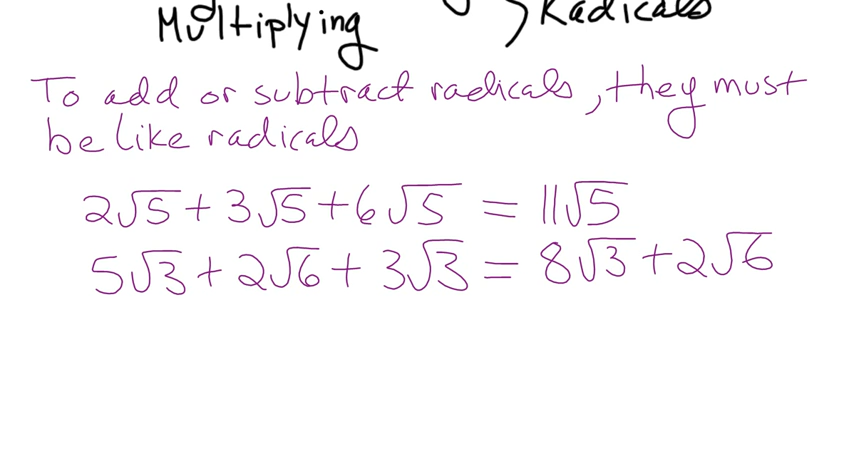 Multiplying Radicals
To add or subtract radicals, they must
be like radicals
2√5 + 3√5 + 6√5 = 11√5
5√3 + 2√6 + 3√3 = 8√3 + 2√6